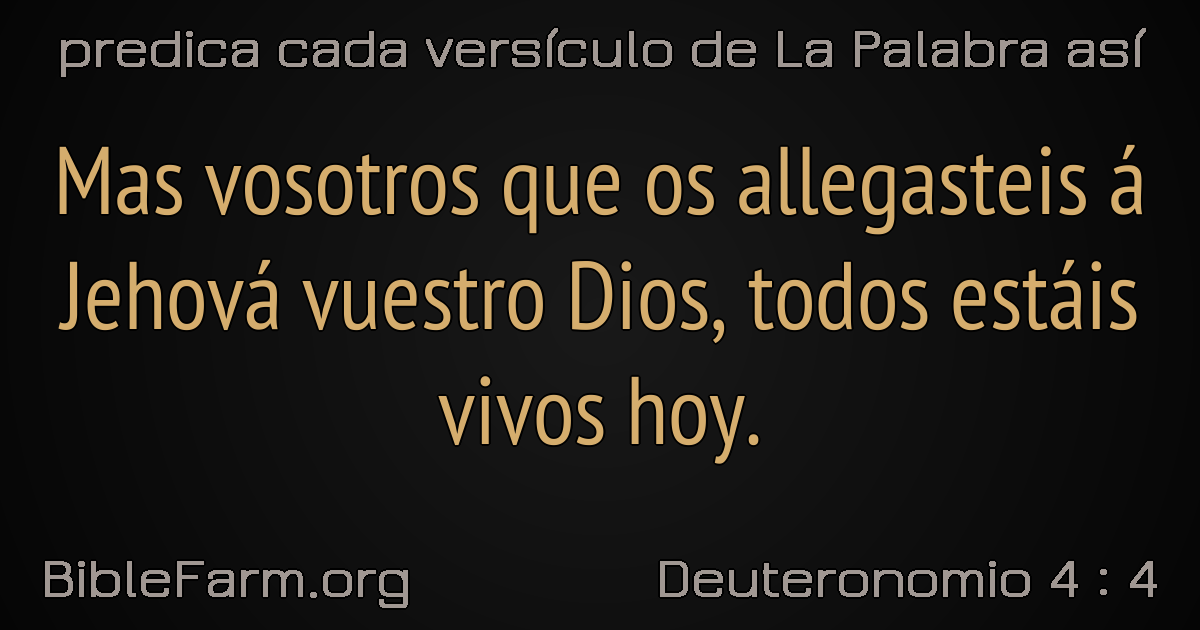 predica cada versículo de La Palabra así
Mas vosotros que os allegasteis á
Jehová vuestro Dios, todos estáis
vivos hoy.
BibleFarm.org
Deuteronomio 4 : 4